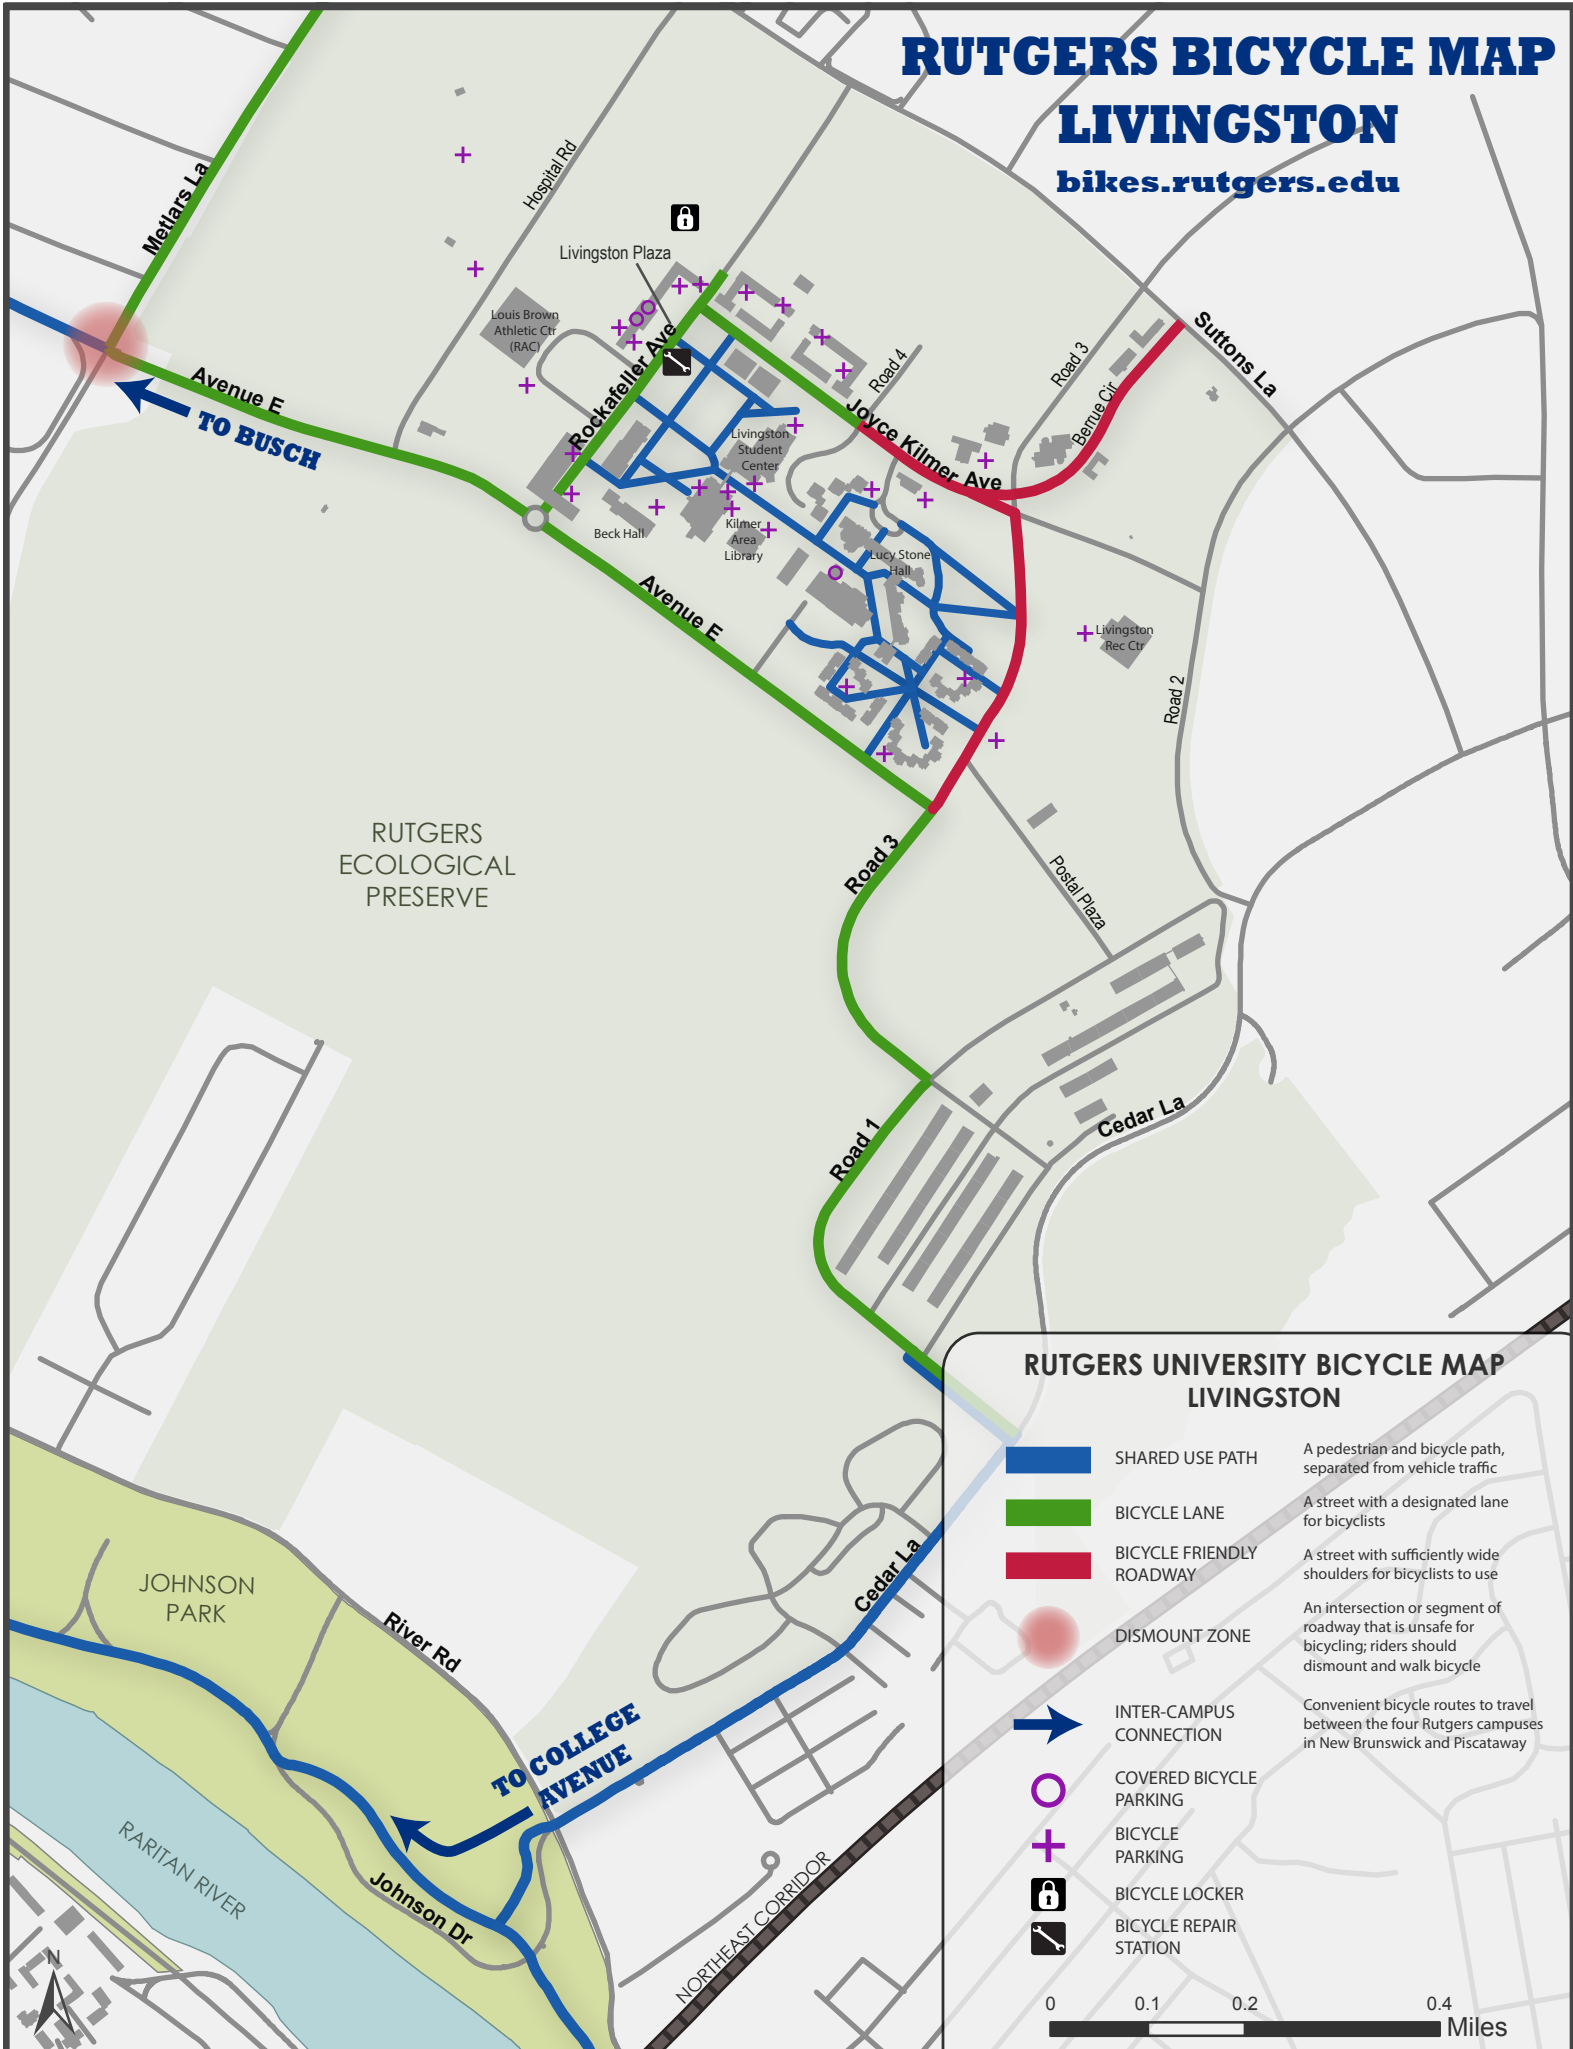 RUTGERS BICYCLE MAP
LIVINGSTON
bikes.rutgers.edu
Metlars La
Hospital Rd
Livingston Plaza
Louis Brown
Athletic Ctr
(RAC)
Avenue E
TO BUSCH
Rockafeller Ave
Road 4
Road 3
Suttons La
Berrue Cir
Joyce Kilmer Ave
Livingston
Student
Center
Beck Hall
Kilmer
Area
Library
Lucy Stone
Hall
Avenue E
Livingston
Rec Ctr
Road 2
RUTGERS
ECOLOGICAL
PRESERVE
Road 3
Postal Plaza
Road 1
Cedar La
JOHNSON
PARK
River Rd
Cedar La
TO COLLEGE
AVENUE
RARITAN RIVER
Johnson Dr
NORTHEAST CORRIDOR
N
RUTGERS UNIVERSITY BICYCLE MAP
LIVINGSTON
SHARED USE PATH
A pedestrian and bicycle path,
separated from vehicle traffic
BICYCLE LANE
A street with a designated lane
for bicyclists
BICYCLE FRIENDLY
ROADWAY
A street with sufficiently wide
shoulders for bicyclists to use
DISMOUNT ZONE
An intersection or segment of
roadway that is unsafe for
bicycling; riders should
dismount and walk bicycle
INTER-CAMPUS
CONNECTION
Convenient bicycle routes to travel
between the four Rutgers campuses
in New Brunswick and Piscataway
COVERED BICYCLE
PARKING
BICYCLE
PARKING
BICYCLE LOCKER
BICYCLE REPAIR
STATION
0 0.1 0.2 0.4
Miles